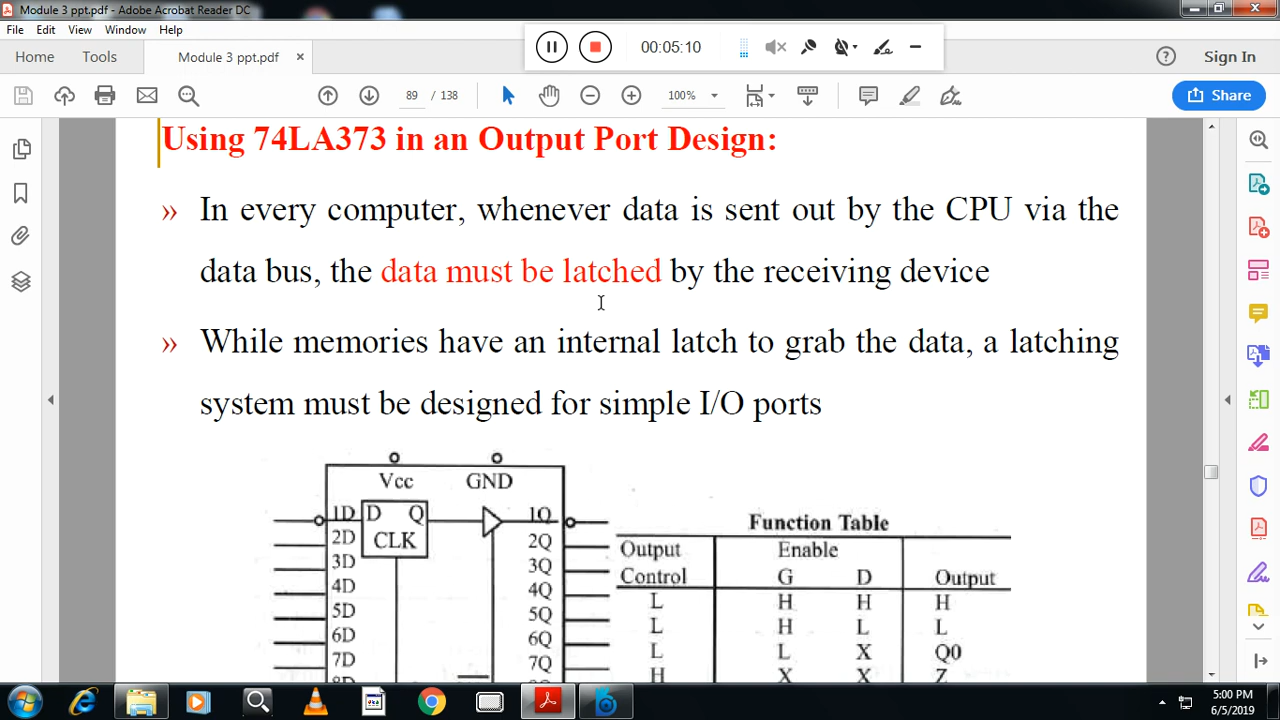 Module 3 ppt.pdf - Adobe Acrobat Reader DC
File Edit View Window Help
00:05:10
Home Tools Module 3 ppt.pdf × Sign In
89 / 138 100% Share
Using 74LA373 in an Output Port Design:
» In every computer, whenever data is sent out by the CPU via the
data bus, the data must be latched by the receiving device
» While memories have an internal latch to grab the data, a latching
system must be designed for simple I/O ports
Vcc GND
1D D Q 1Q
CLK
2D 2Q
3D 3Q
4D 4Q
5D 5Q
6D 6Q
7D 7Q
8D
Function Table
Output Enable
Control G D Output
L H H H
L H L L
L L X Q0
H X X Z
5:00 PM
6/5/2019